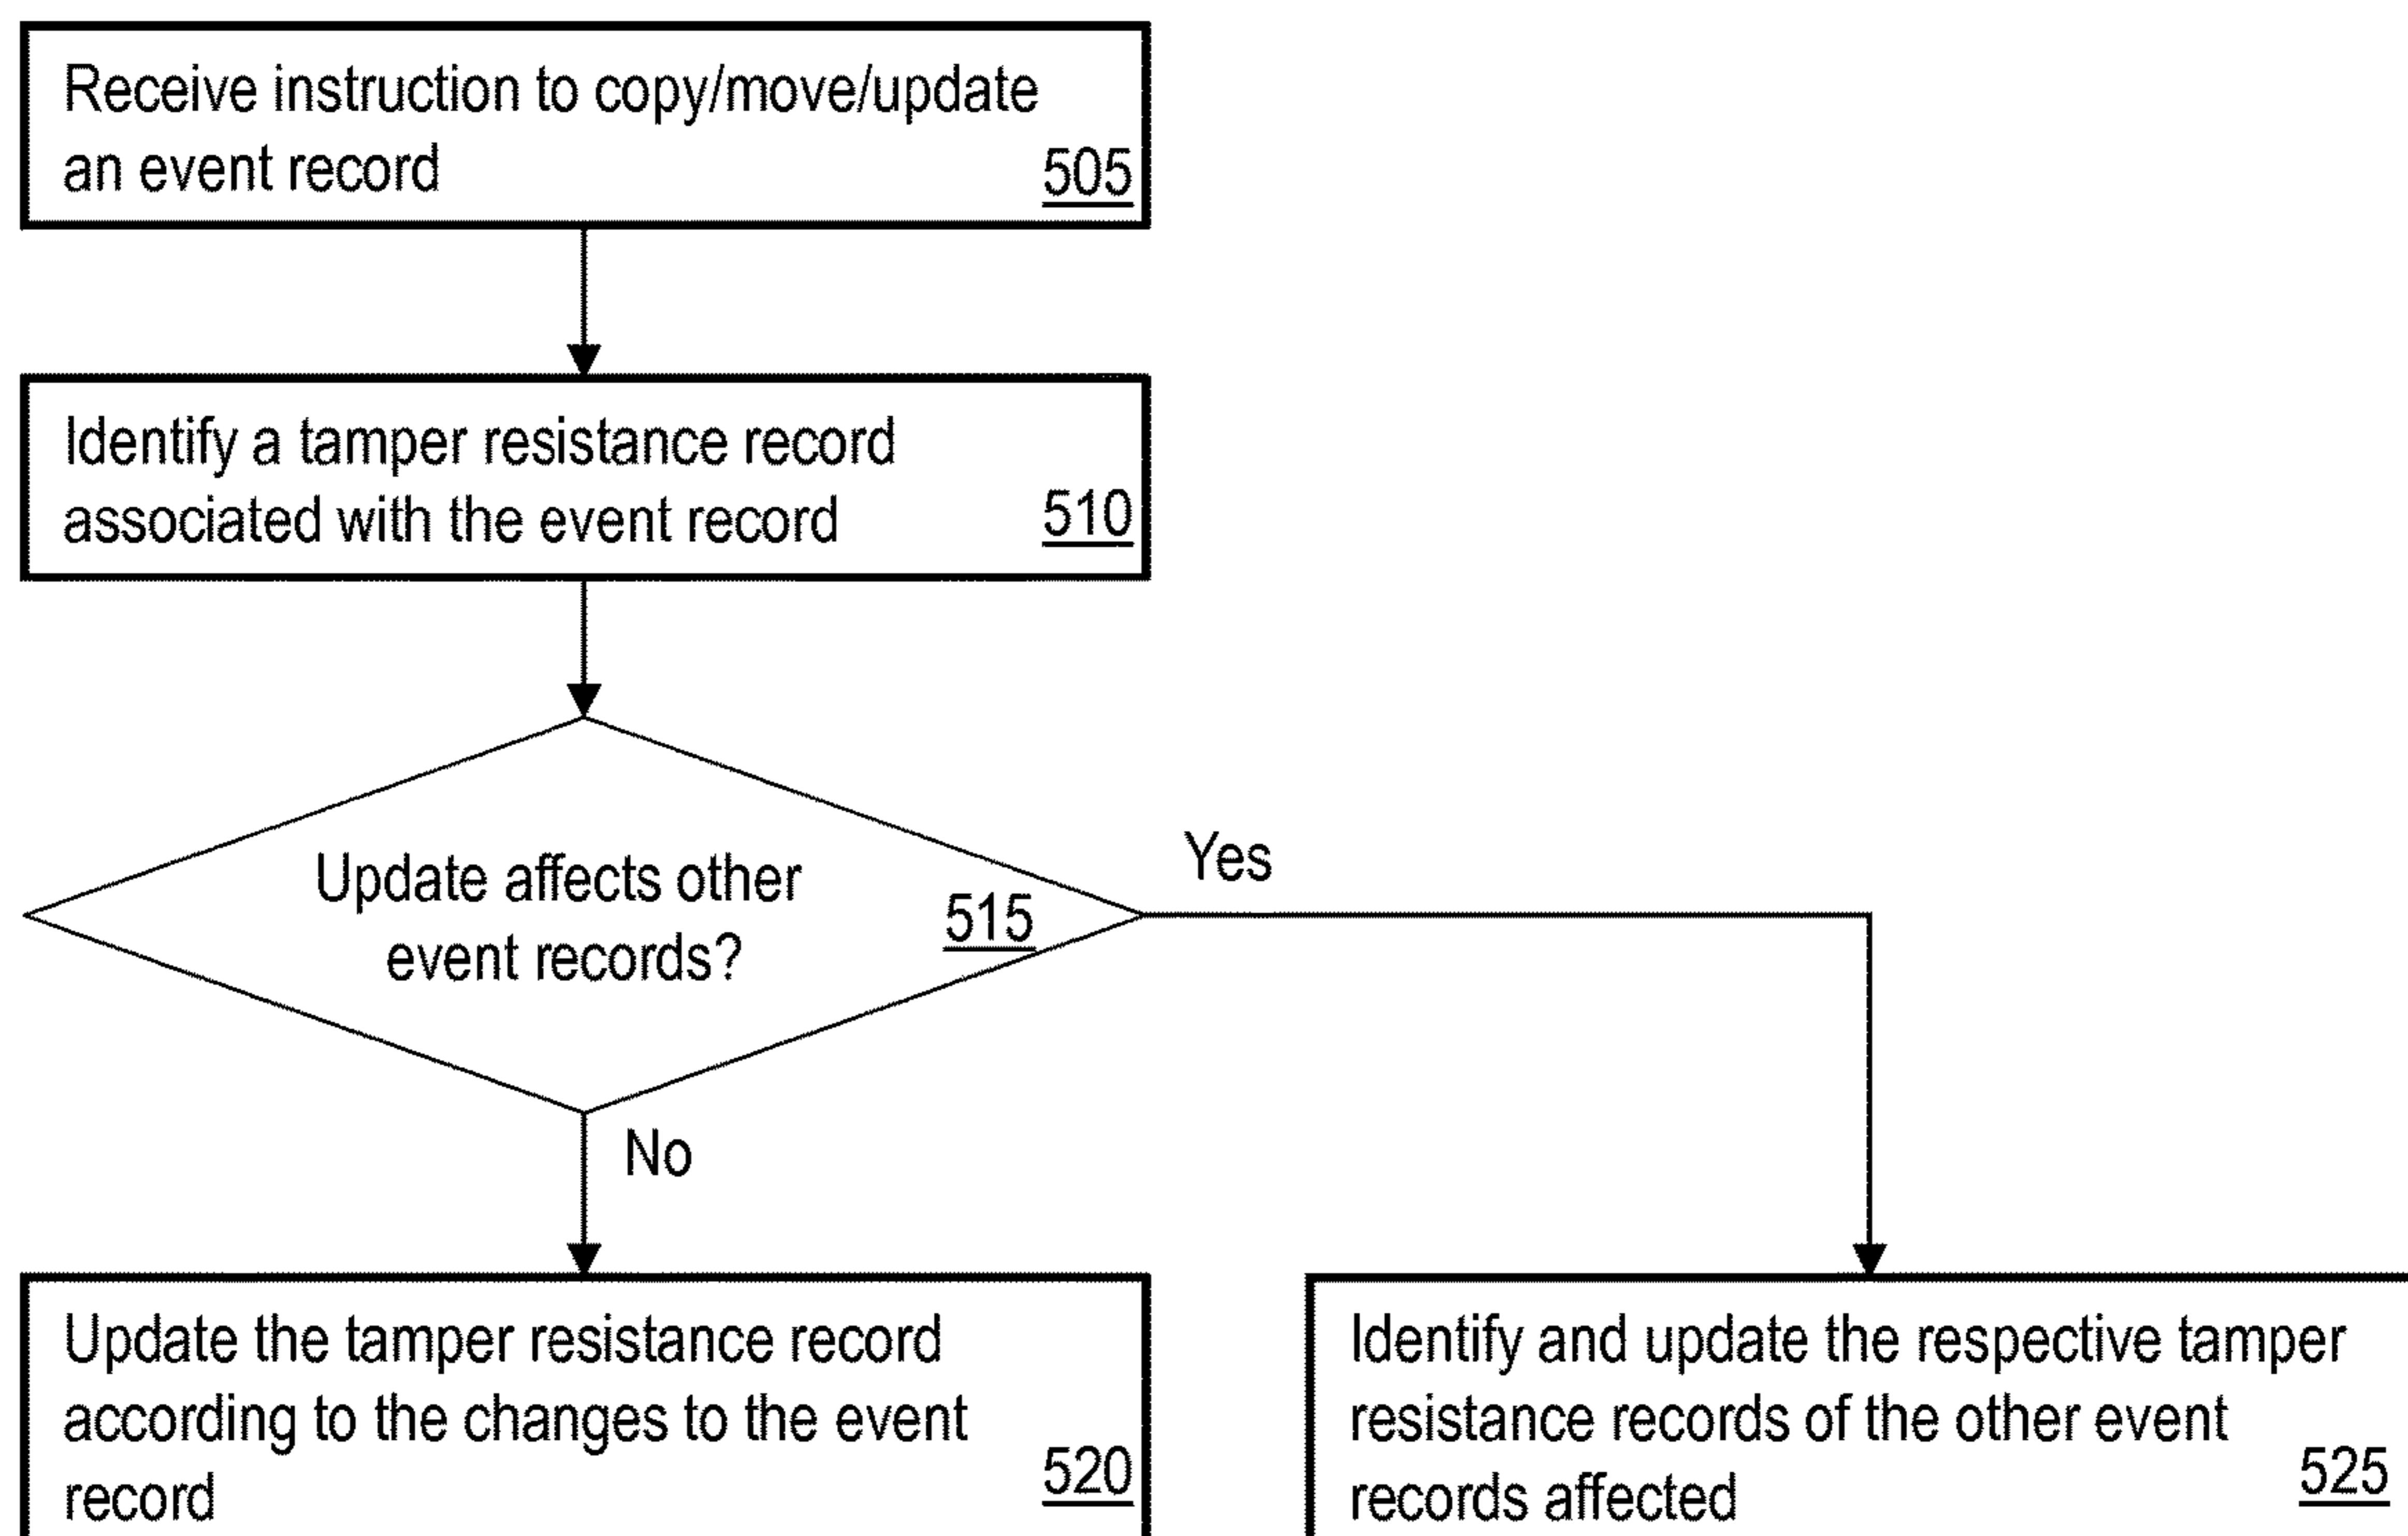 Receive instruction to copy/move/update
an event record
505
Identify a tamper resistance record
associated with the event record
510
Update affects other
event records?
515
Yes
No
Update the tamper resistance record
according to the changes to the event
record
520
Identify and update the respective tamper
resistance records of the other event
records affected
525